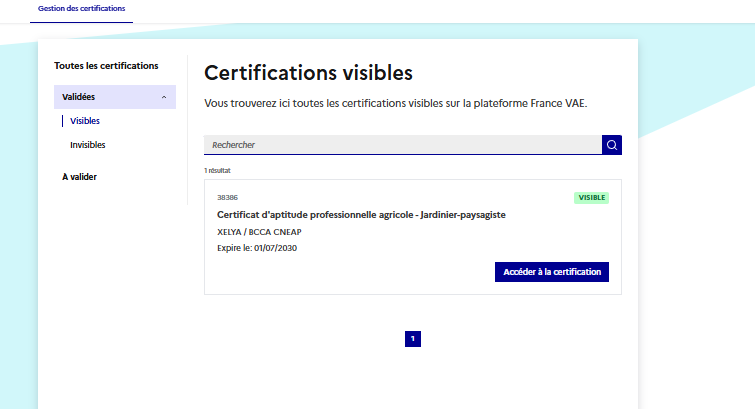 Gestion des certifications
Toutes les certifications
Validées
Visibles
Invisibles
A valider
Certifications visibles
Vous trouverez ici toutes les certifications visibles sur la plateforme France VAE.
Rechercher
1 résultat
38386
VISIBLE
Certificat d'aptitude professionnelle agricole - Jardinier-paysagiste
XELYA / BCCA CNEAP
Expire le: 01/07/2030
Accéder à la certification
1